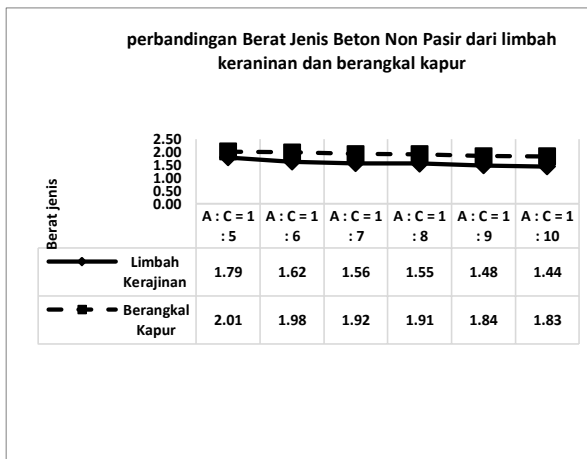 perbandingan Berat Jenis Beton Non Pasir dari limbah
keraninan dan berangkal kapur
Berat jenis
2.50
2.00
1.50
1.00
0.50
0.00
A : C = 1 : 5
A : C = 1 : 6
A : C = 1 : 7
A : C = 1 : 8
A : C = 1 : 9
A : C = 1 : 10
Limbah Kerajinan 1.79 1.62 1.56 1.55 1.48 1.44
Berangkal Kapur 2.01 1.98 1.92 1.91 1.84 1.83